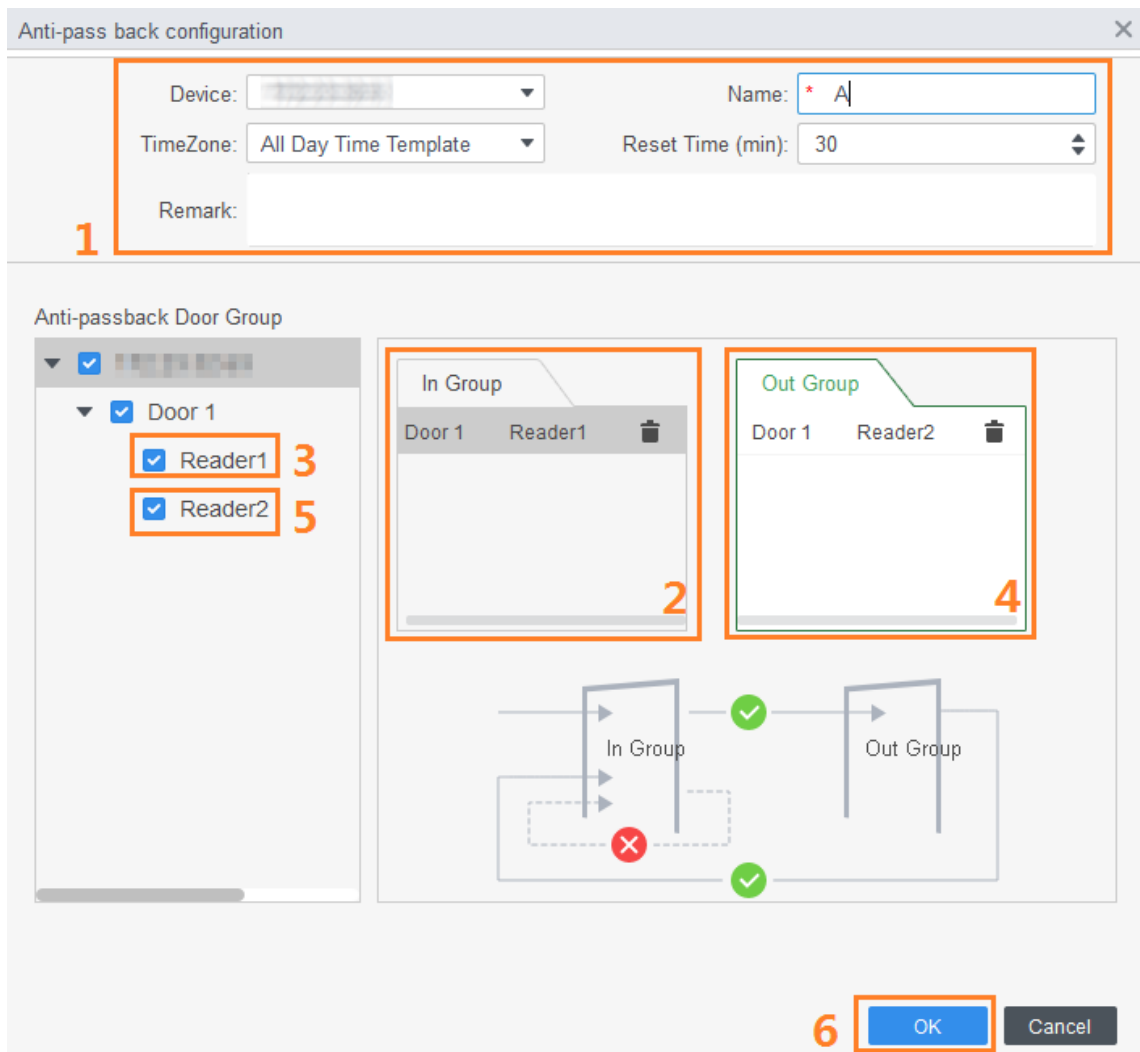 Anti-pass back configuration
Device:
Name: * A
TimeZone: All Day Time Template
Reset Time (min): 30
Remark:
1
Anti-passback Door Group
Door 1
Reader1 3
Reader2 5
In Group
Door 1 Reader1
2
Out Group
Door 1 Reader2
4
In Group
Out Group
6
OK
Cancel